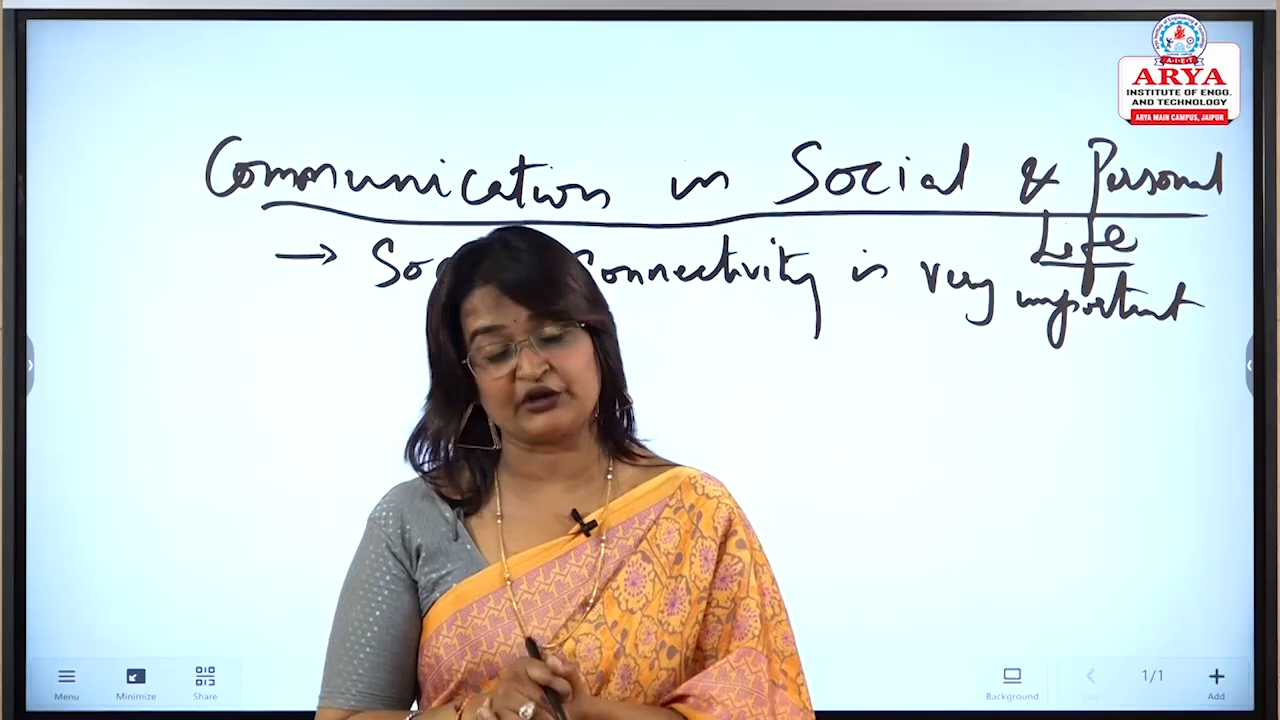 ARYA
INSTITUTE OF ENGG.
AND TECHNOLOGY
ARYA MAIN CAMPUS, JAIPUR
A·I·E·T
Communication in Social & Personal
Life
→ So connectivity is very important
Menu
Minimize
Share
Background
1/1
Add